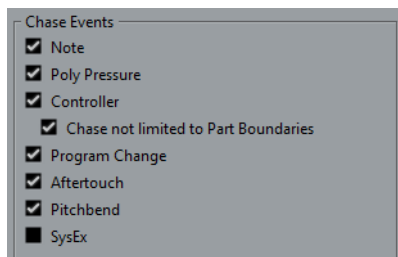 Chase Events
Note
Poly Pressure
Controller
Chase not limited to Part Boundaries
Program Change
Aftertouch
Pitchbend
SysEx